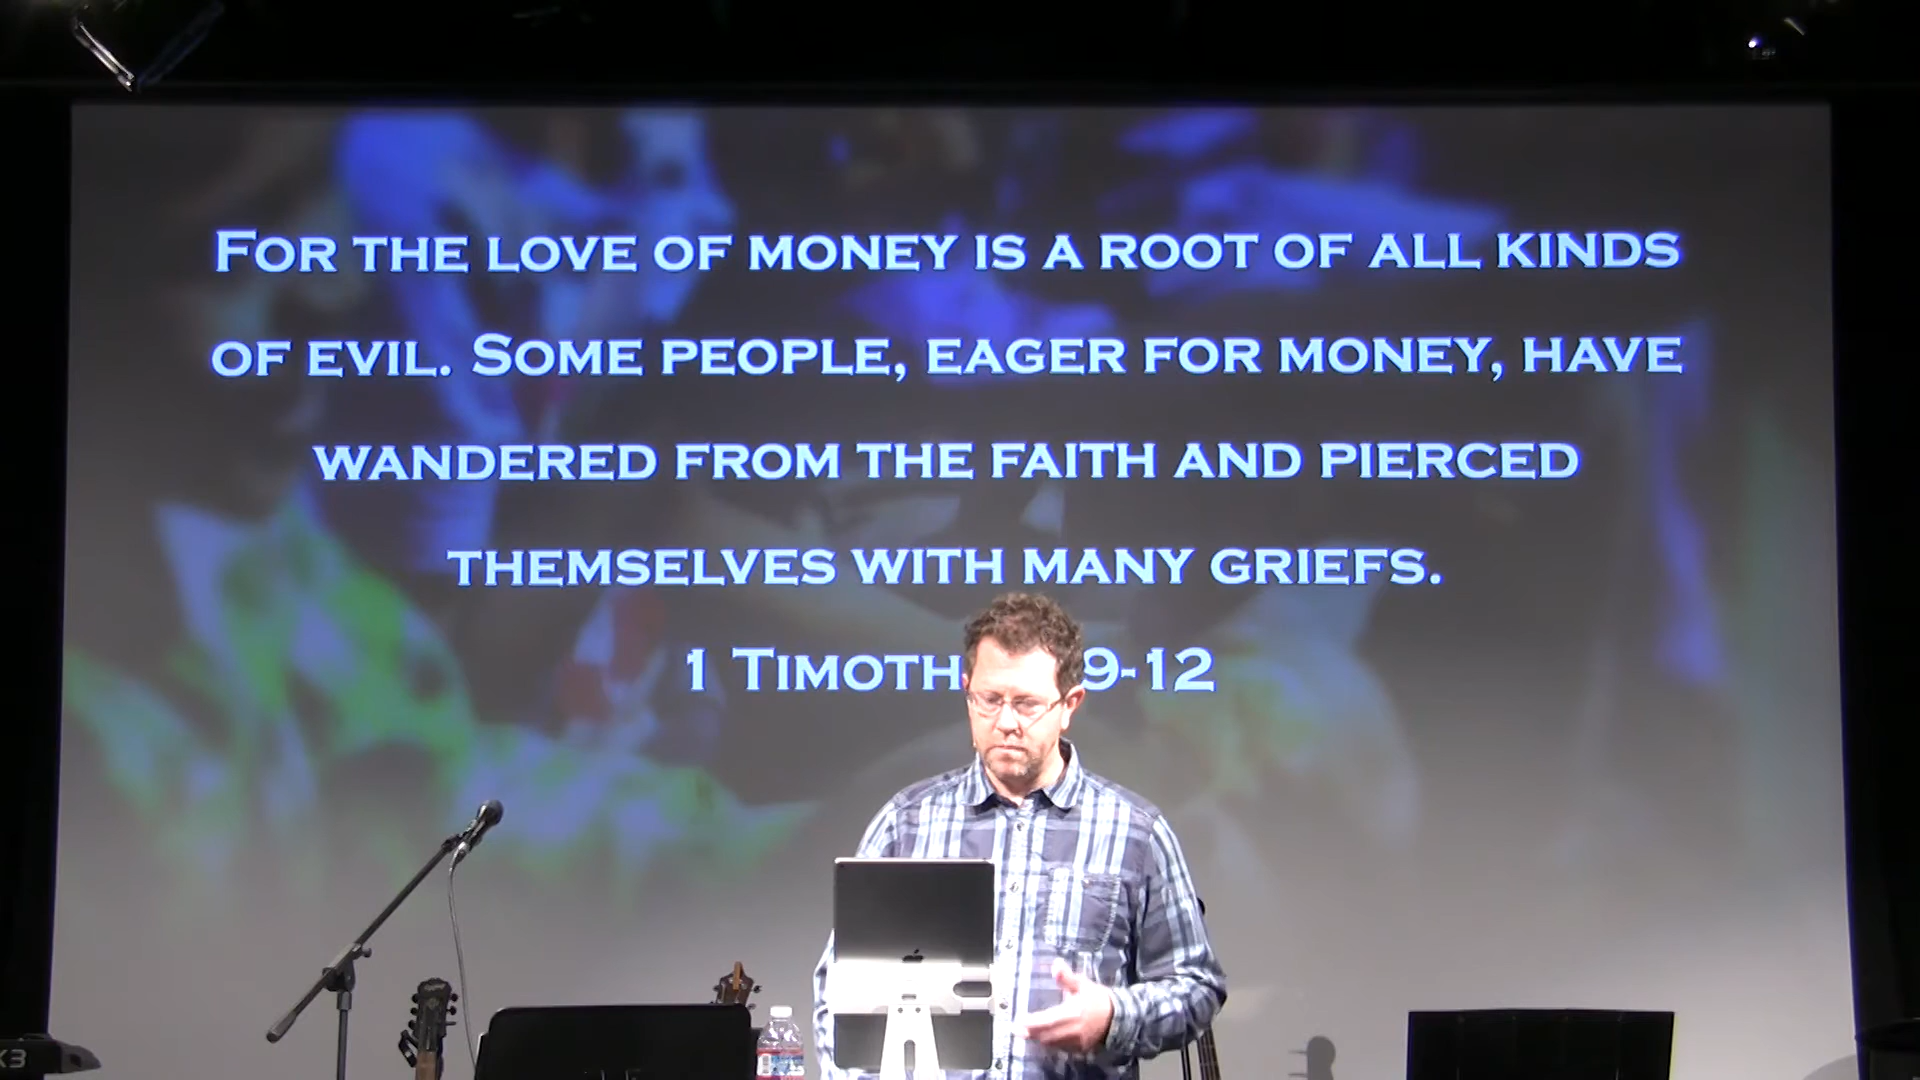 For the love of money is a root of all kinds
of evil. Some people, eager for money, have
wandered from the faith and pierced
themselves with many griefs.
1 Timoth 9-12
K3